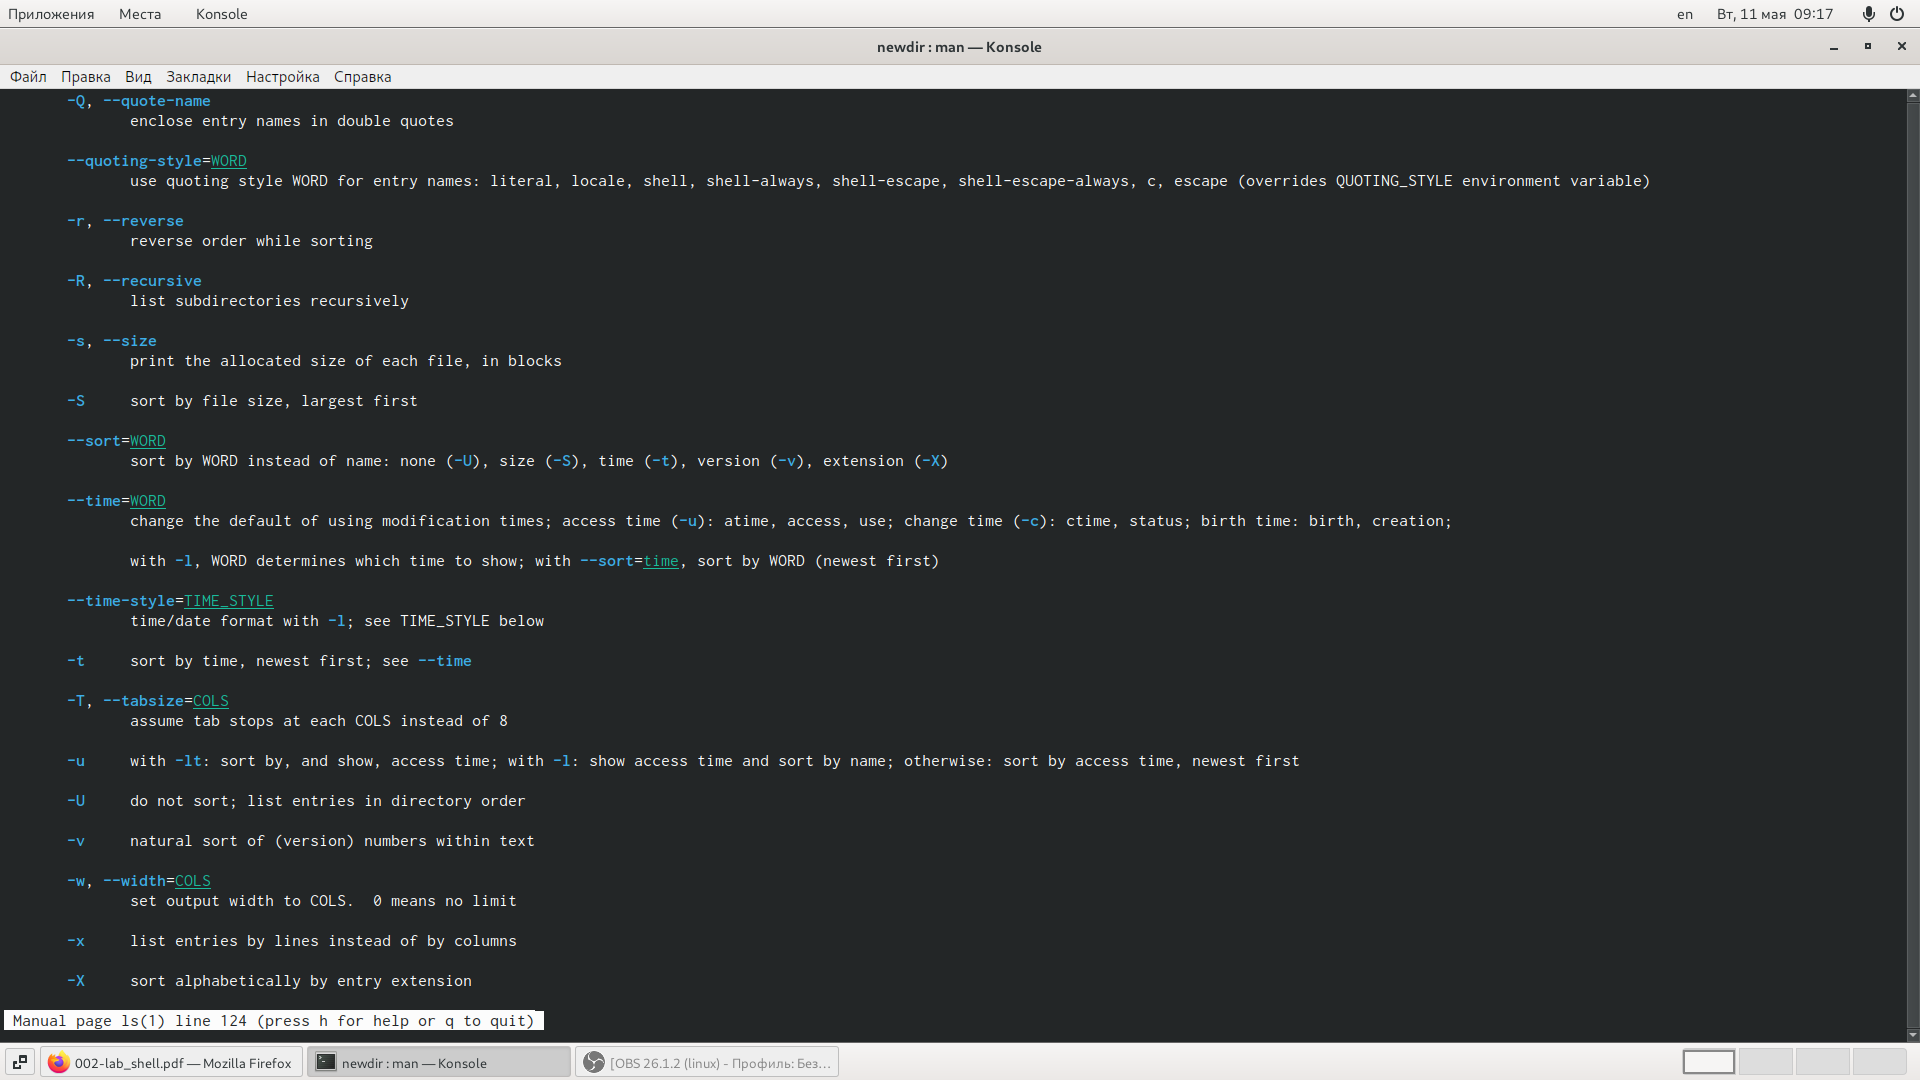 Приложения Места Konsole en Вт, 11 мая 09:17
newdir : man — Konsole
Файл Правка Вид Закладки Настройка Справка
-Q, --quote-name
enclose entry names in double quotes
--quoting-style=WORD
use quoting style WORD for entry names: literal, locale, shell, shell-always, shell-escape, shell-escape-always, c, escape (overrides QUOTING_STYLE environment variable)
-r, --reverse
reverse order while sorting
-R, --recursive
list subdirectories recursively
-s, --size
print the allocated size of each file, in blocks
-S sort by file size, largest first
--sort=WORD
sort by WORD instead of name: none (-U), size (-S), time (-t), version (-v), extension (-X)
--time=WORD
change the default of using modification times; access time (-u): atime, access, use; change time (-c): ctime, status; birth time: birth, creation;
with -l, WORD determines which time to show; with --sort=time, sort by WORD (newest first)
--time-style=TIME_STYLE
time/date format with -l; see TIME_STYLE below
-t sort by time, newest first; see --time
-T, --tabsize=COLS
assume tab stops at each COLS instead of 8
-u with -lt: sort by, and show, access time; with -l: show access time and sort by name; otherwise: sort by access time, newest first
-U do not sort; list entries in directory order
-v natural sort of (version) numbers within text
-w, --width=COLS
set output width to COLS. 0 means no limit
-x list entries by lines instead of by columns
-X sort alphabetically by entry extension
Manual page ls(1) line 124 (press h for help or q to quit)
002-lab_shell.pdf — Mozilla Firefox newdir : man — Konsole [OBS 26.1.2 (linux) - Профиль: Без…